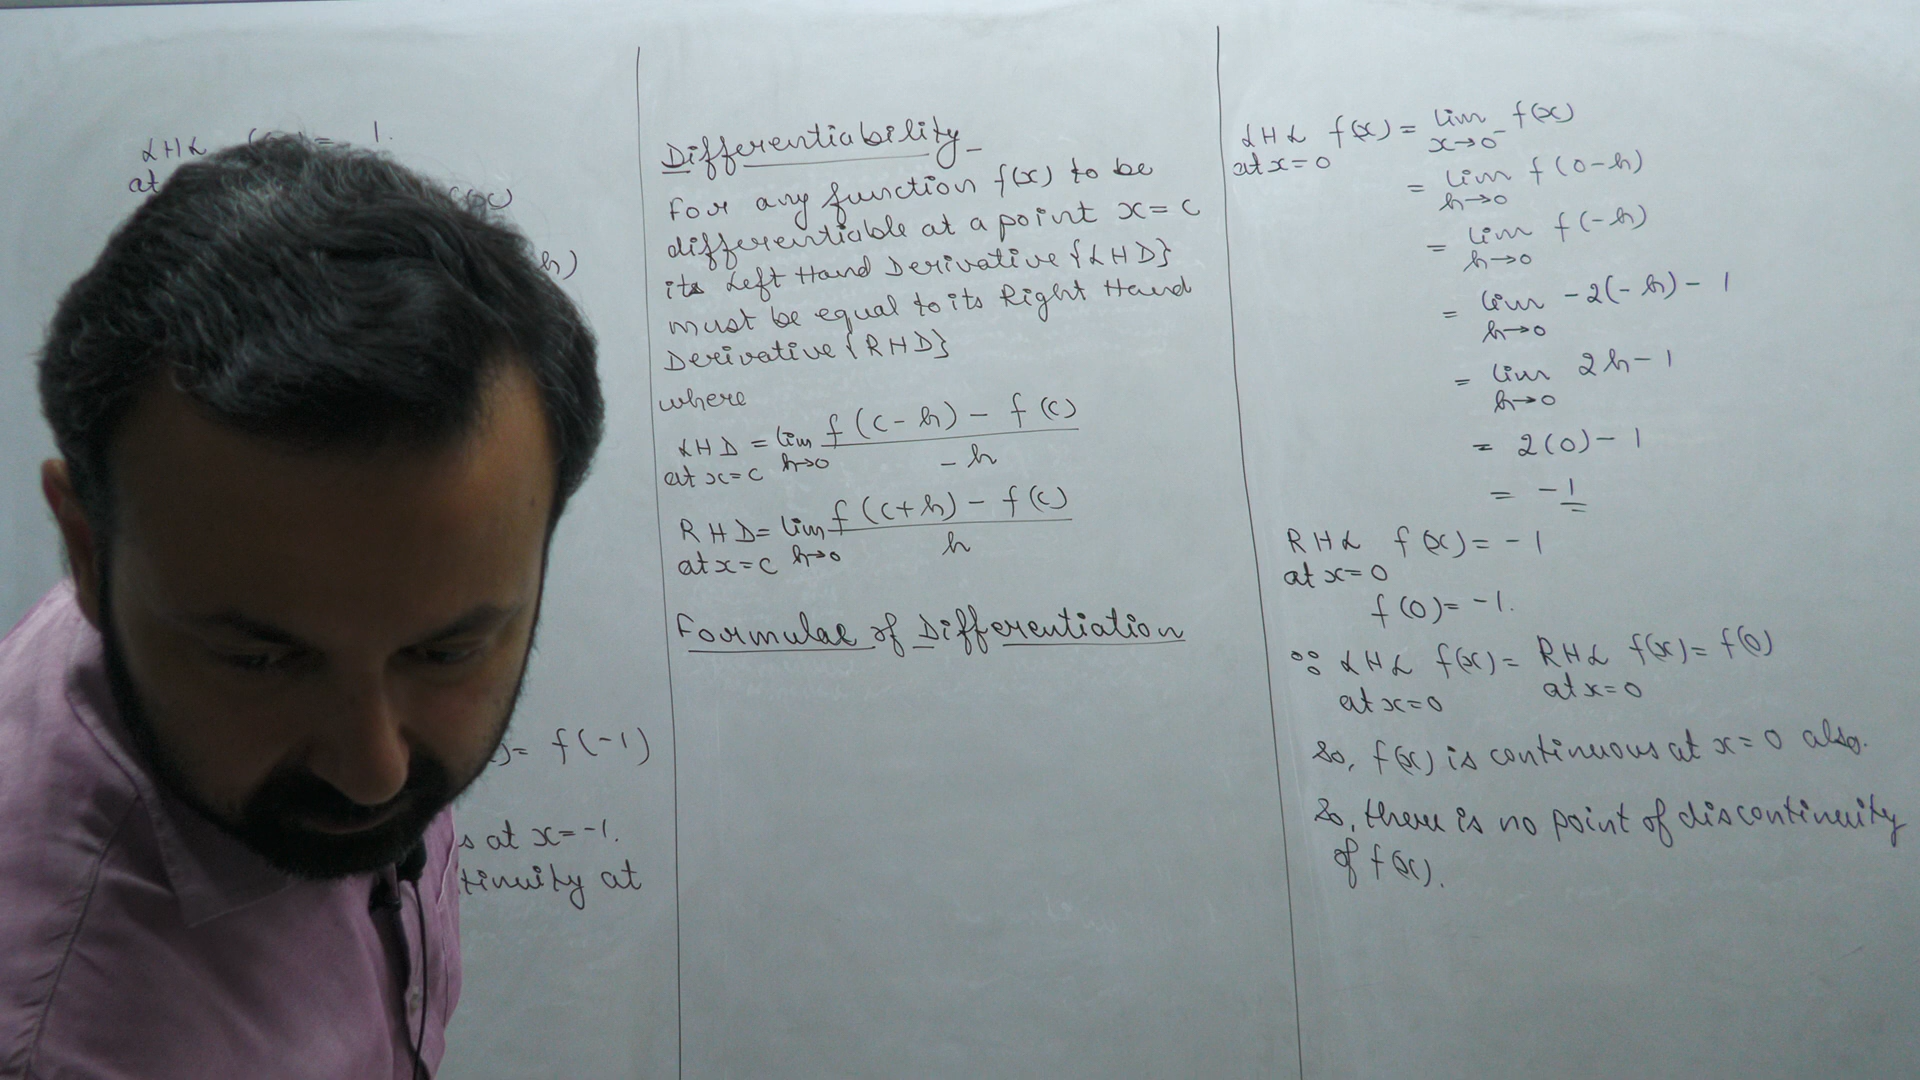 LHL = 1.
at
h)
)= f(-1)
s at x=-1.
tinuity at
Differentiability
For any function f(x) to be
differentiable at a point x=c
its Left Hand Derivative {LHD}
must be equal to its Right Hand
Derivative {RHD}
where
LHD = lim f(c-h) - f(c)
at x=c h→0 -h
RHD = lim f(c+h) - f(c)
at x=c h→0 h
Formulae of Differentiation
LHL f(x) = lim f(x)
at x=0 x→0⁻
= lim f(0-h)
h→0
= lim f(-h)
h→0
= lim -2(-h)-1
h→0
= lim 2h-1
h→0
= 2(0)-1
= -1
RHL f(x) = -1
at x=0
f(0)= -1.
∵ LHL f(x) = RHL f(x) = f(0)
at x=0 at x=0
So, f(x) is continuous at x=0 also.
So, there is no point of discontinuity
of f(x).